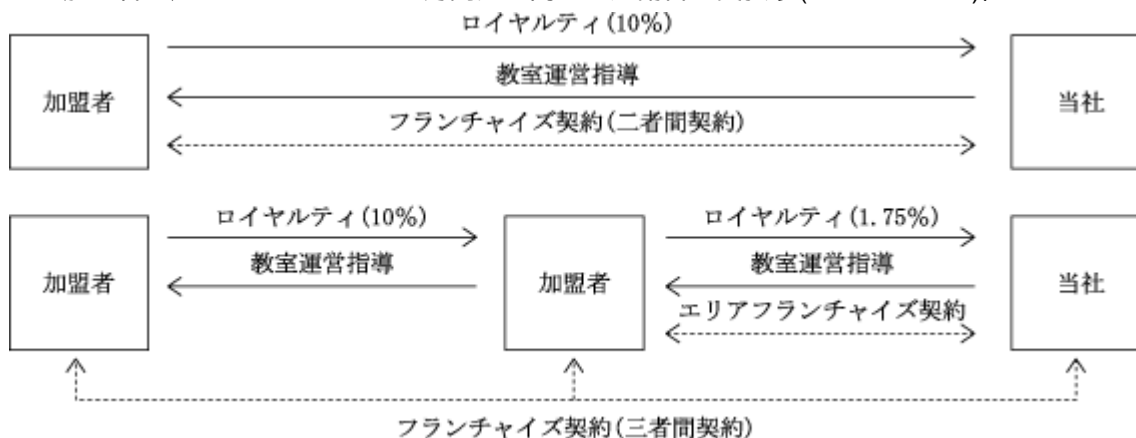 ロイヤルティ(10%)
教室運営指導
加盟者
当社
フランチャイズ契約(二者間契約)
ロイヤルティ(10%)
ロイヤルティ(1.75%)
教室運営指導
教室運営指導
加盟者
加盟者
当社
エリアフランチャイズ契約
フランチャイズ契約(三者間契約)